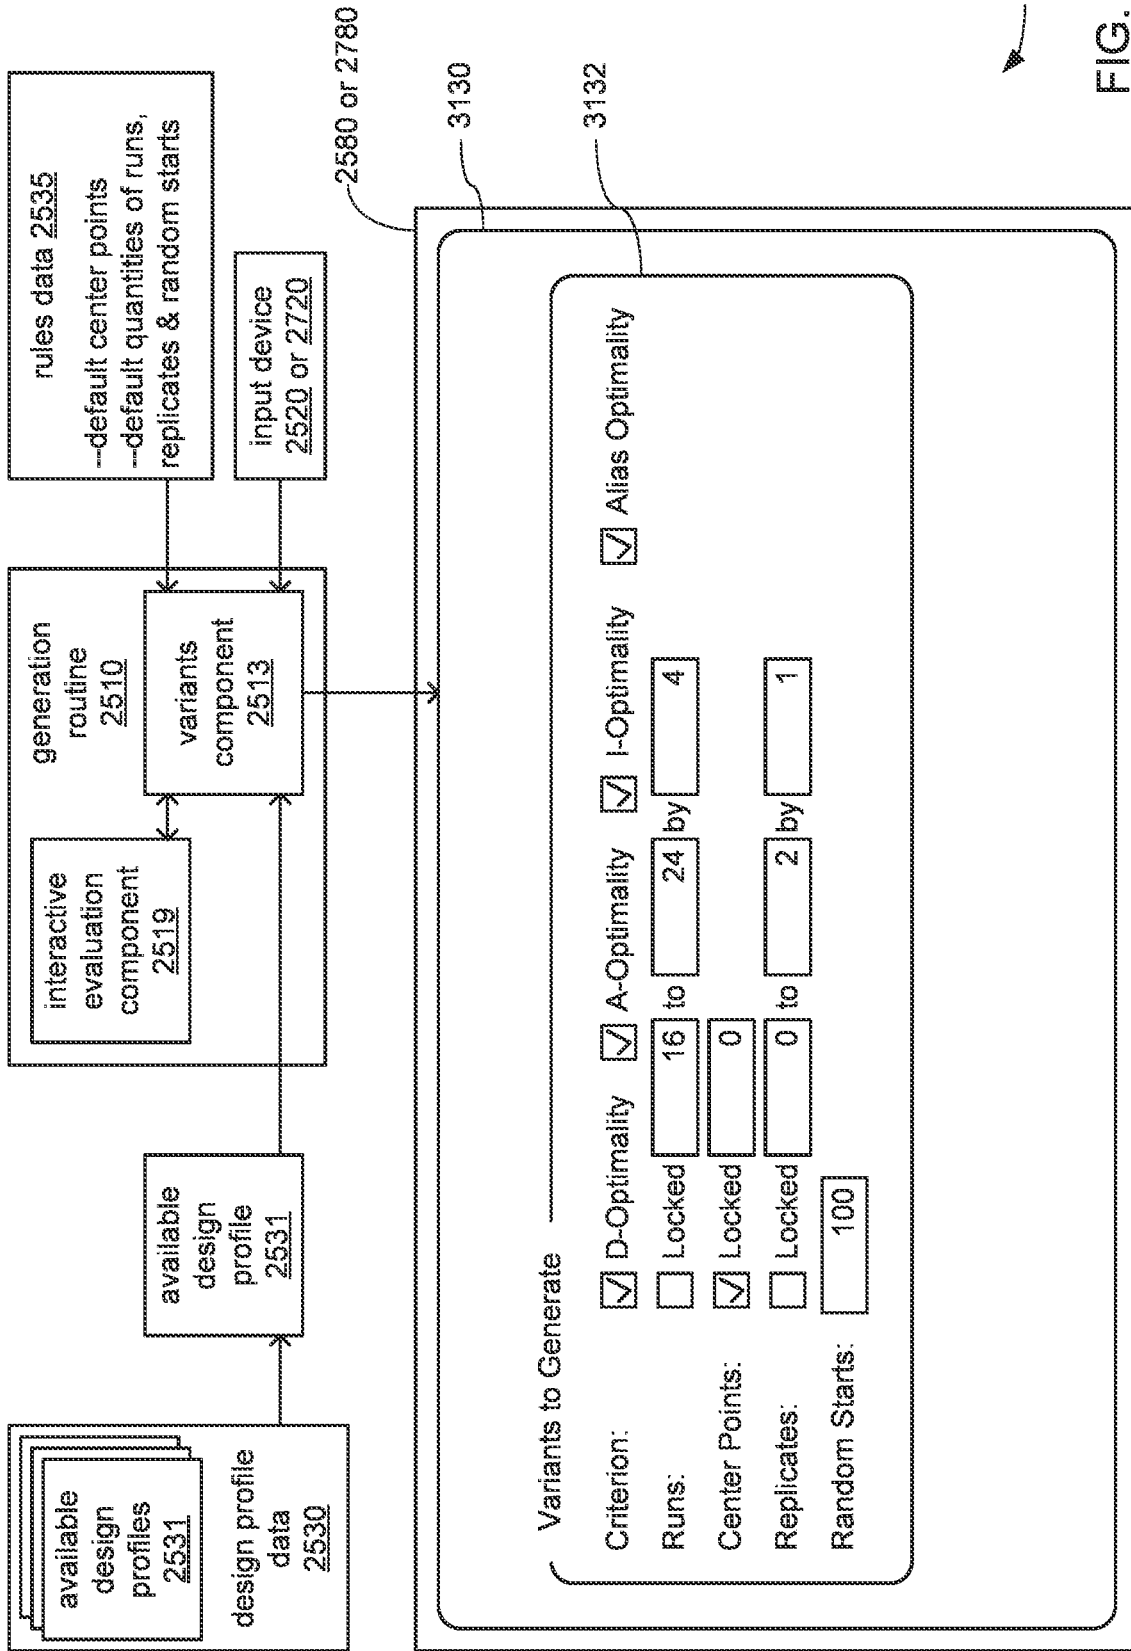 available
design
profiles
2531
design profile
data
2530
available
design
profile
2531
interactive
evaluation
component
2519
generation
routine
2510
variants
component
2513
rules data 2535
--default center points
--default quantities of runs,
replicates & random starts
input device
2520 or 2720
2580 or 2780
3130
3132
Variants to Generate
Criterion: D-Optimality A-Optimality I-Optimality Alias Optimality
Runs: Locked 16 to 24 by 4
Center Points: Locked 0
Replicates: Locked 0 to 2 by 1
Random Starts: 100
FIG.